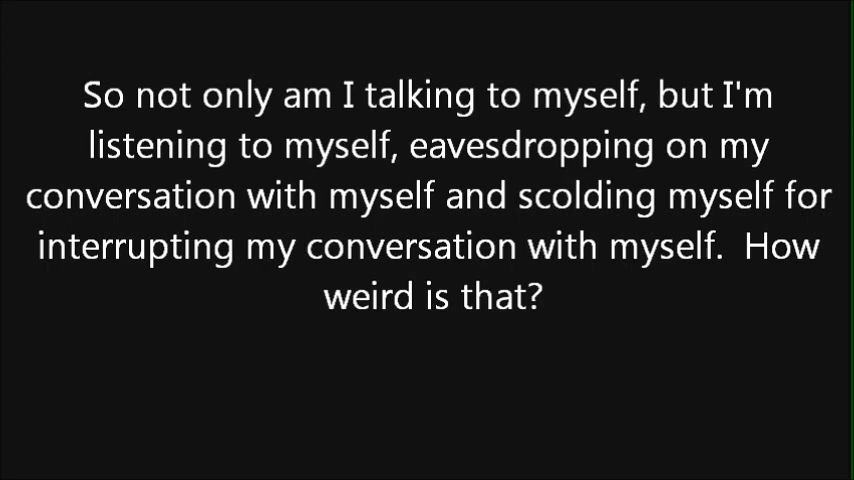 So not only am I talking to myself, but I'm
listening to myself, eavesdropping on my
conversation with myself and scolding myself for
interrupting my conversation with myself.  How
weird is that?